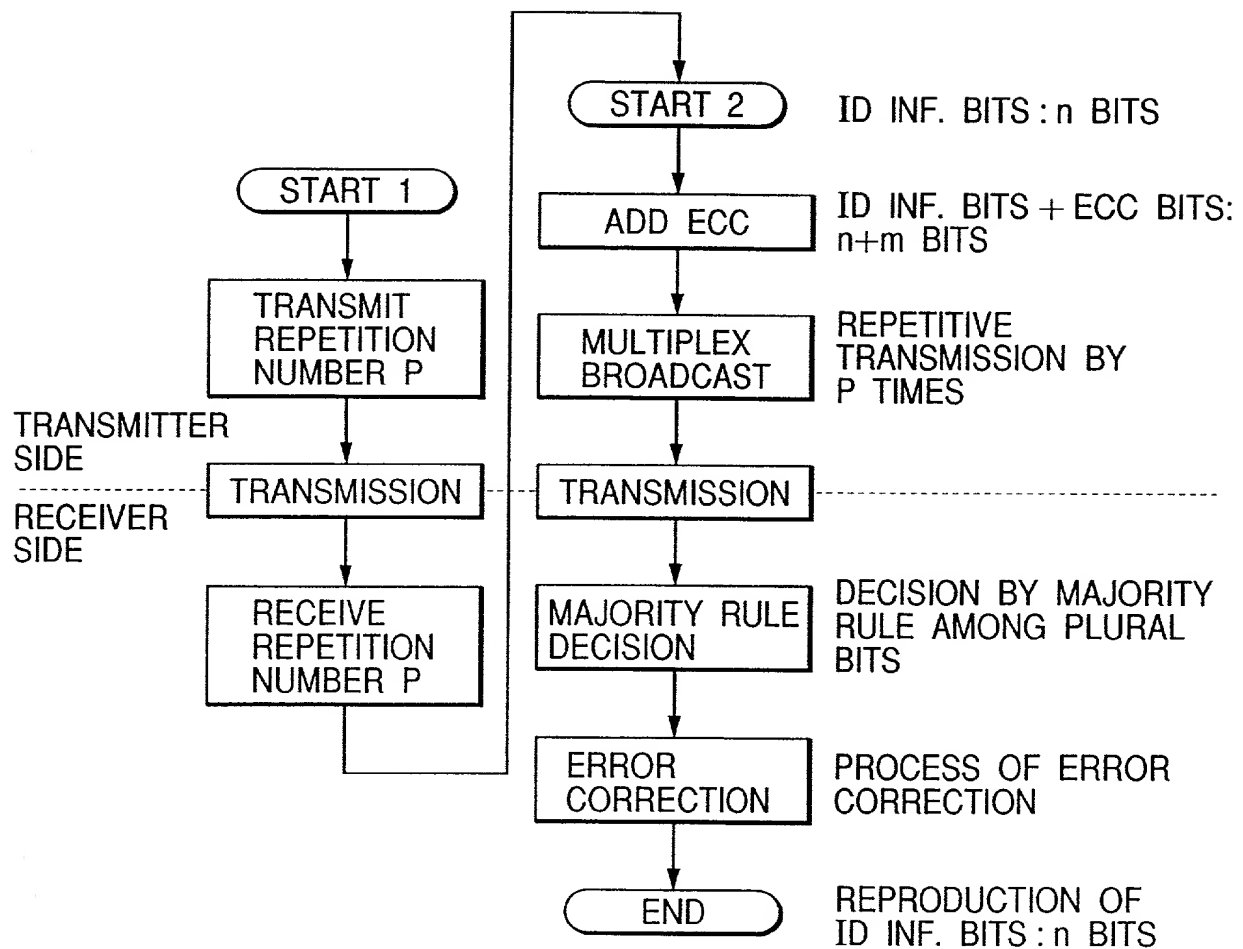 START 1
TRANSMIT
REPETITION
NUMBER P
TRANSMITTER
SIDE
TRANSMISSION
RECEIVER
SIDE
RECEIVE
REPETITION
NUMBER P
START 2
ID INF. BITS : n BITS
ADD ECC
ID INF. BITS + ECC BITS:
n+m BITS
MULTIPLEX
BROADCAST
REPETITIVE
TRANSMISSION BY
P TIMES
TRANSMISSION
MAJORITY RULE
DECISION
DECISION BY MAJORITY
RULE AMONG PLURAL
BITS
ERROR
CORRECTION
PROCESS OF ERROR
CORRECTION
END
REPRODUCTION OF
ID INF. BITS : n BITS